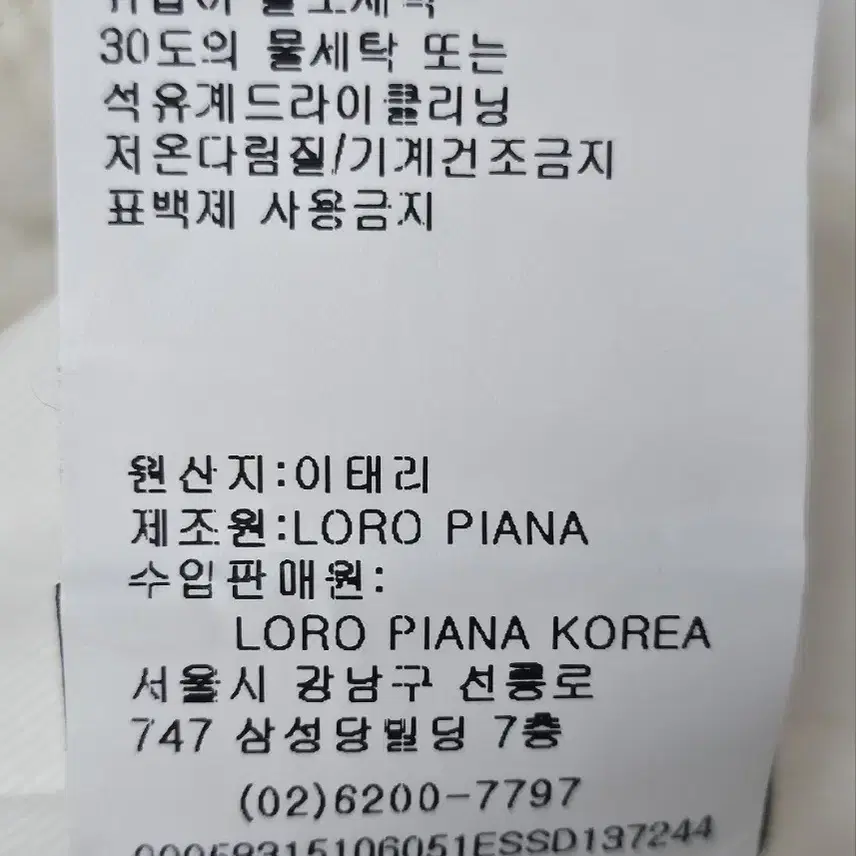 30도의 물세탁 또는
석유계드라이클리닝
저온다림질/기계건조금지
표백제 사용금지
원산지:이태리
제조원:LORO PIANA
수입판매원:
LORO PIANA KOREA
서울시 강남구 선릉로
747 삼성당빌딩 7층
(02)6200-7797